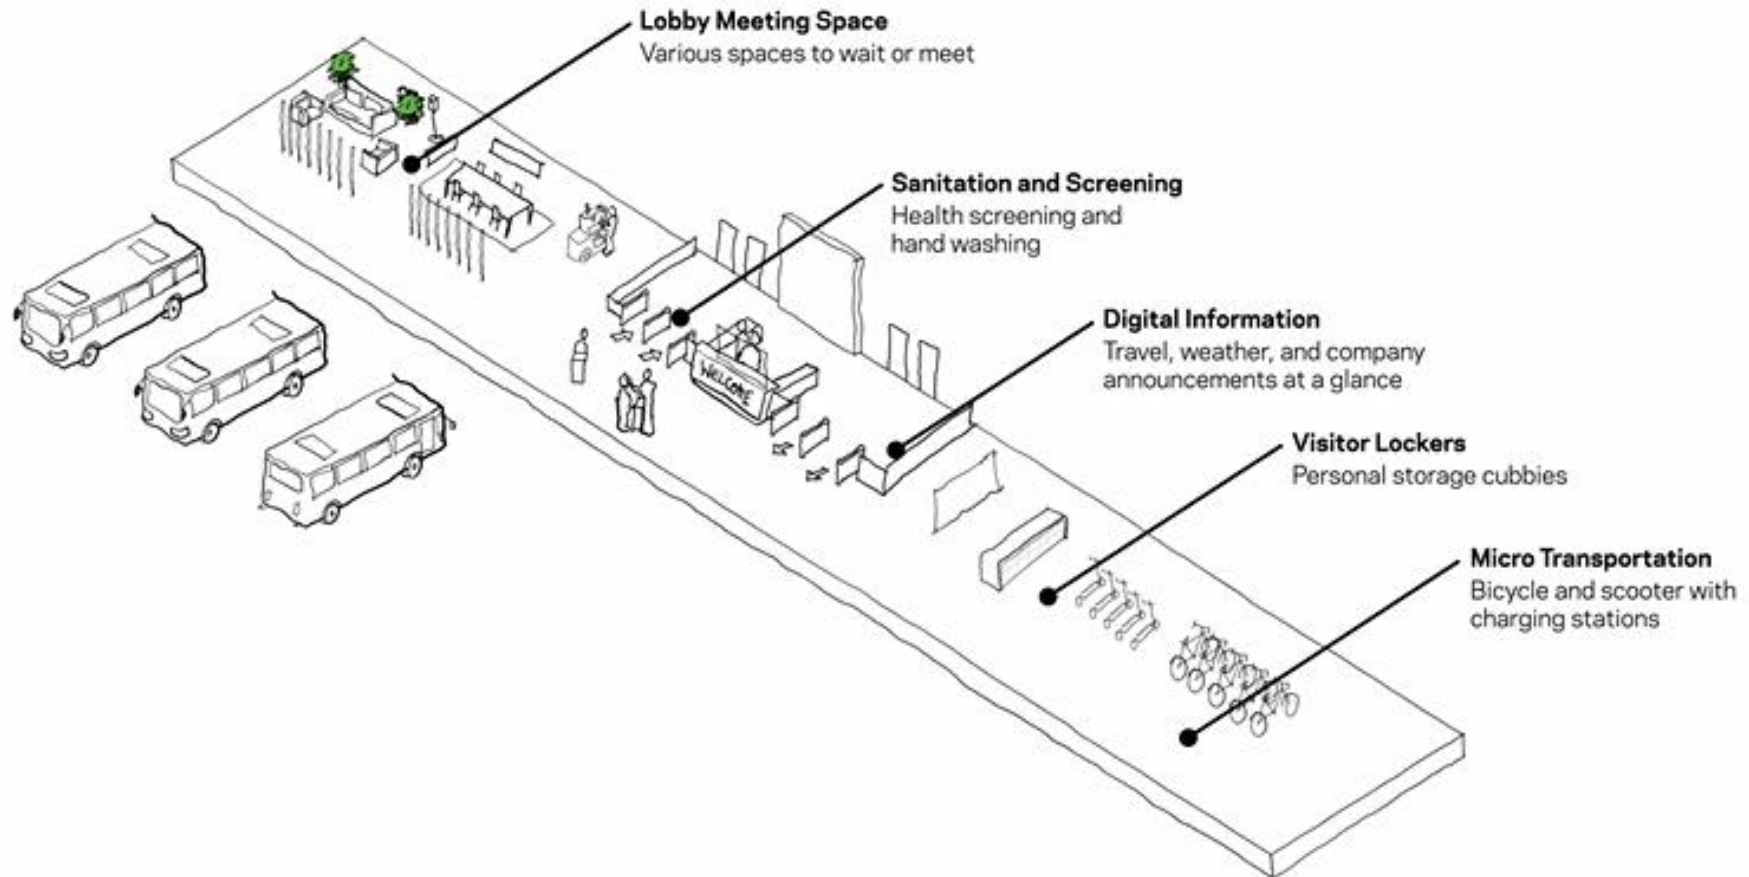 Lobby Meeting Space
Various spaces to wait or meet
Sanitation and Screening
Health screening and
hand washing
Digital Information
Travel, weather, and company
announcements at a glance
WELCOME
Visitor Lockers
Personal storage cubbies
Micro Transportation
Bicycle and scooter with
charging stations